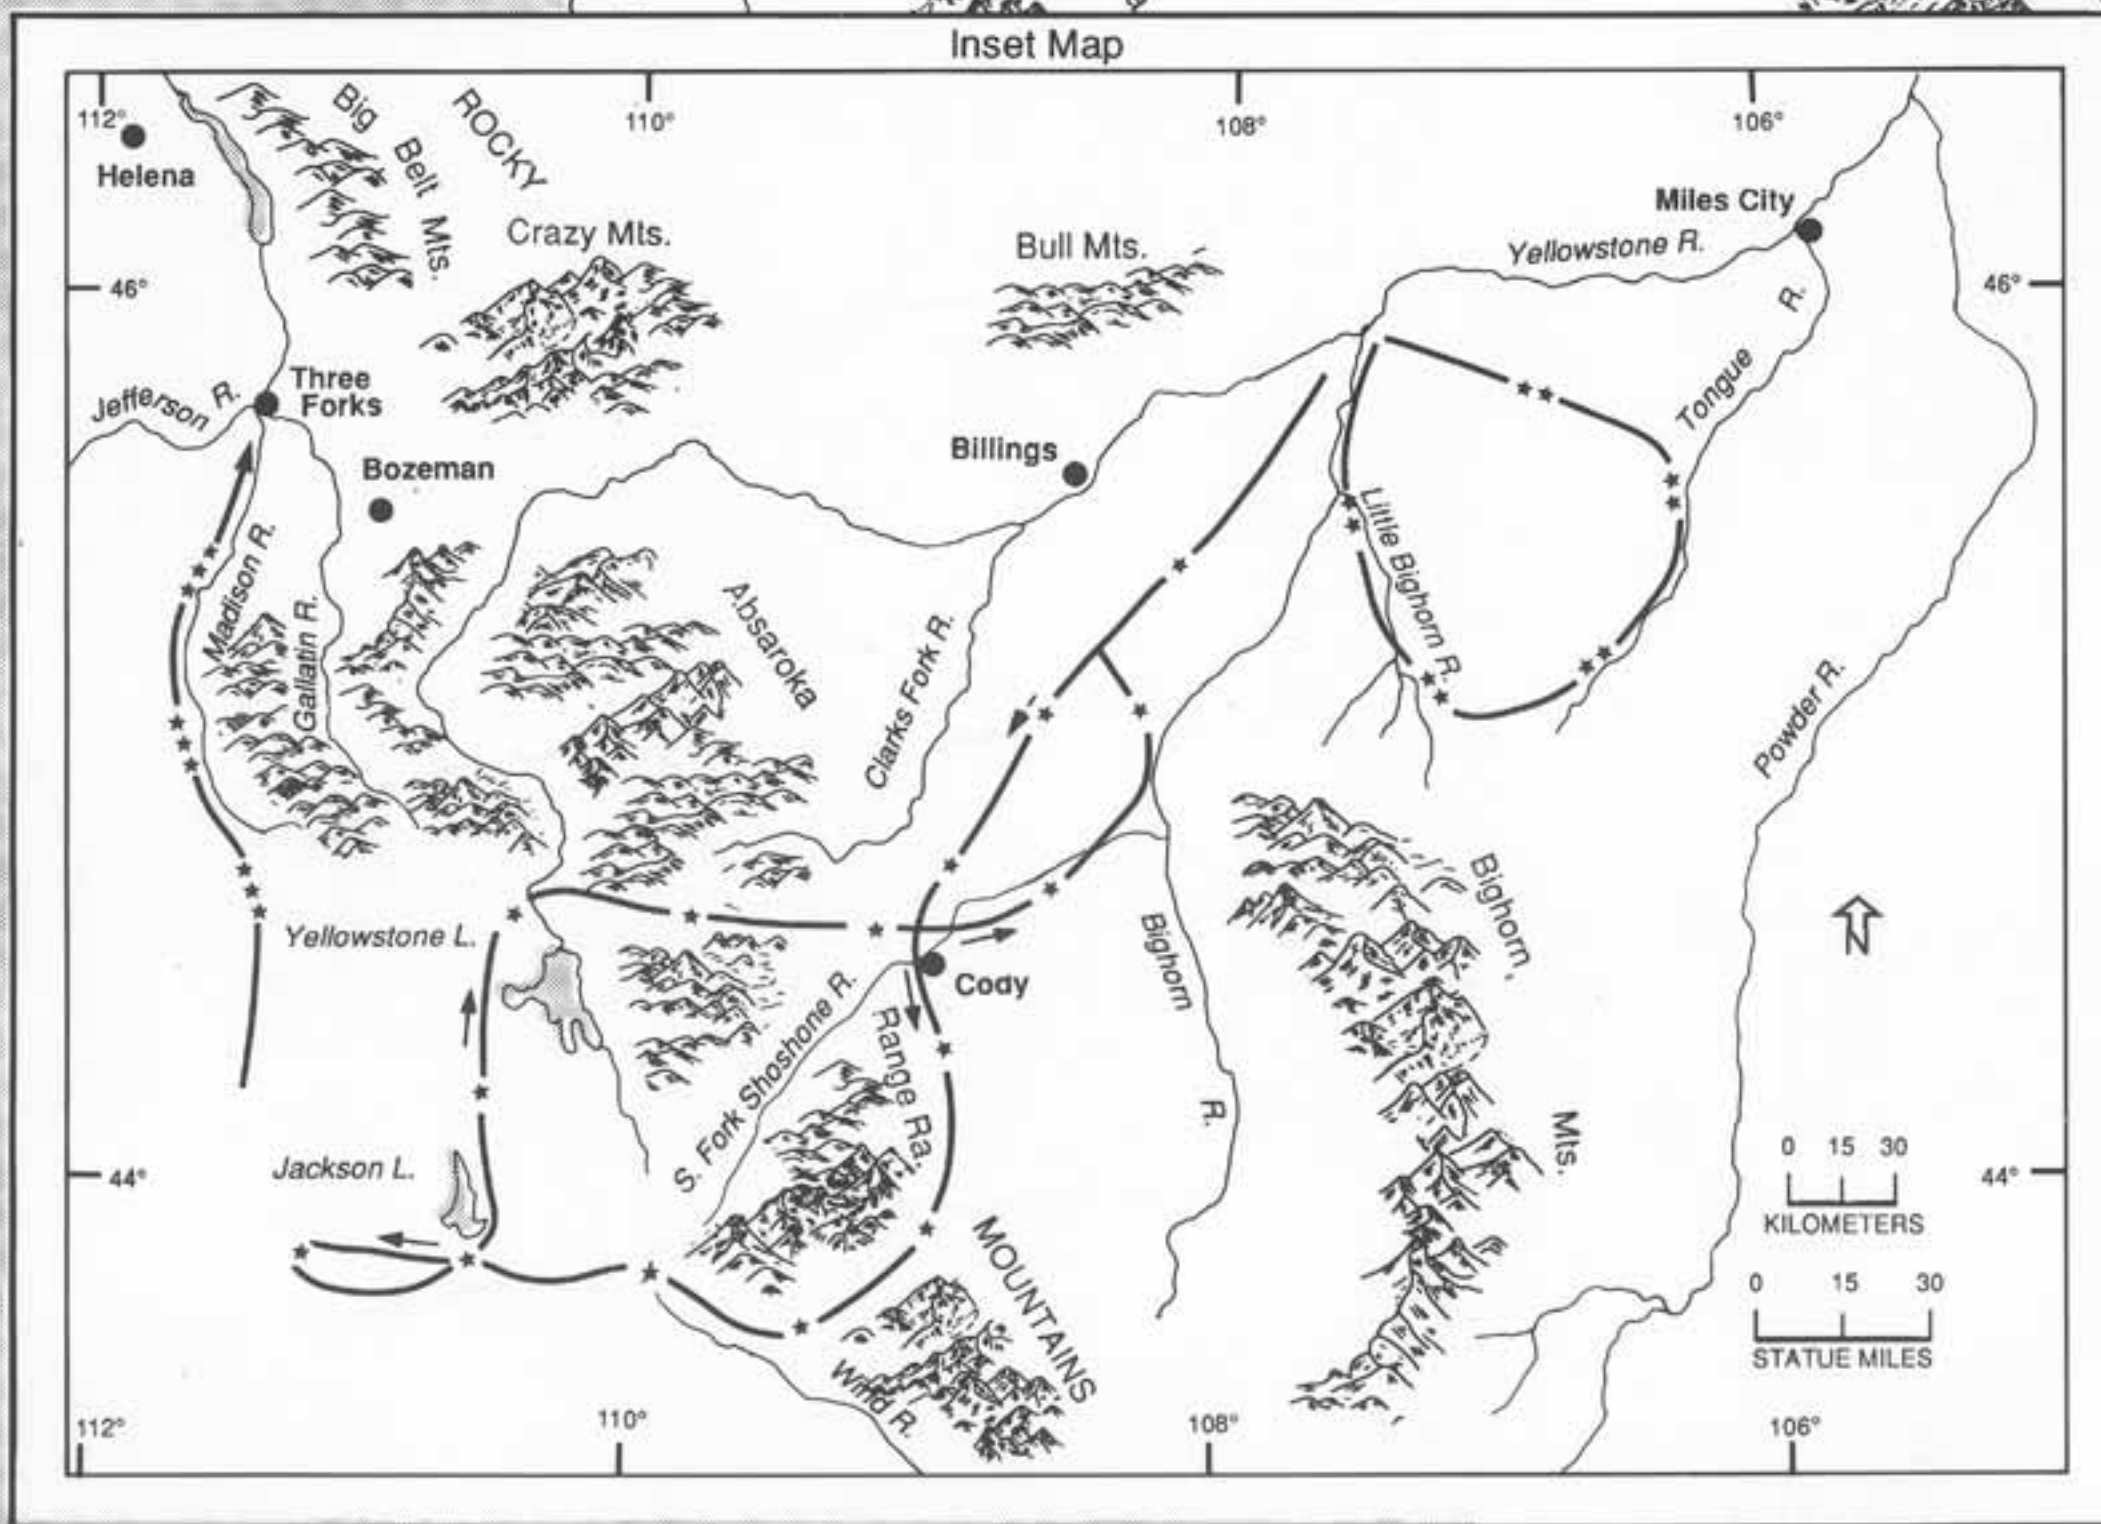 Inset Map
112°
110°
108°
106°
Helena
Big
Belt
Mts.
ROCKY
Crazy Mts.
Bull Mts.
Miles City
Yellowstone R.
46°
46°
Jefferson R.
Three
Forks
Bozeman
Billings
Tongue R.
Madison R.
Gallatin R.
Absaroka
Clarks Fork R.
Little Bighorn R.
Powder R.
Yellowstone L.
Cody
Bighorn
R.
Bighorn
Mts.
N
S. Fork Shoshone R.
Range Ra.
Jackson L.
44°
44°
MOUNTAINS
Wind R.
0 15 30
KILOMETERS
0 15 30
STATUE MILES
112°
110°
108°
106°